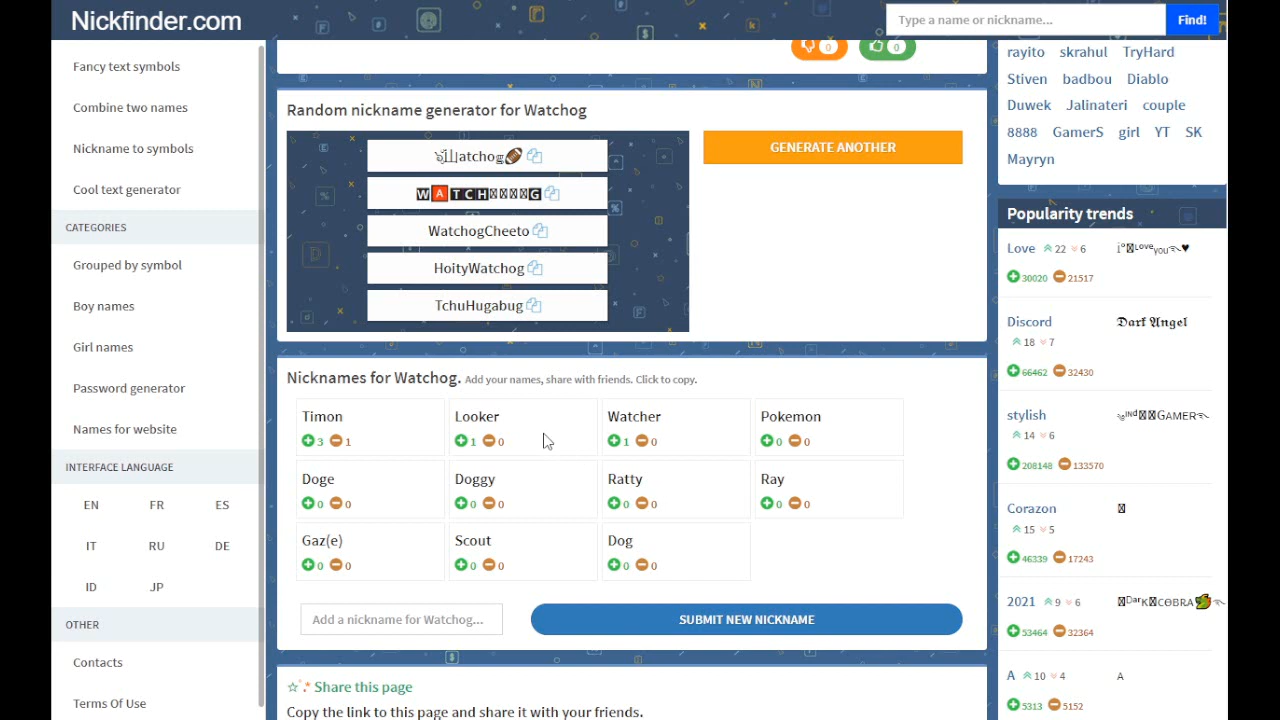 Nickfinder.com
Type a name or nickname...
Find!
Fancy text symbols
Combine two names
Nickname to symbols
Cool text generator
CATEGORIES
Grouped by symbol
Boy names
Girl names
Password generator
Names for website
INTERFACE LANGUAGE
EN FR ES
IT RU DE
ID JP
OTHER
Contacts
Terms Of Use
0 0
Random nickname generator for Watchog
GENERATE ANOTHER
WatchogCheeto
HoityWatchog
TchuHugabug
Nicknames for Watchog. Add your names, share with friends. Click to copy.
Timon Looker Watcher Pokemon
3 1 1 0 1 0 0 0
Doge Doggy Ratty Ray
0 0 0 0 0 0 0 0
Gaz(e) Scout Dog
0 0 0 0 0 0
Add a nickname for Watchog...
SUBMIT NEW NICKNAME
Share this page
Copy the link to this page and share it with your friends.
rayito skrahul TryHard
Stiven badbou Diablo
Duwek Jalinateri couple
8888 GamerS girl YT SK
Mayryn
Popularity trends
Love 22 6
30020 21517
Discord 𝕯𝖆𝖗𝖐 𝕬𝖓𝖌𝖊𝖑
18 7
66462 32430
stylish
14 6
208148 133570
Corazon
15 5
46339 17243
2021 9 6
53464 32364
A 10 4 A
5313 5152